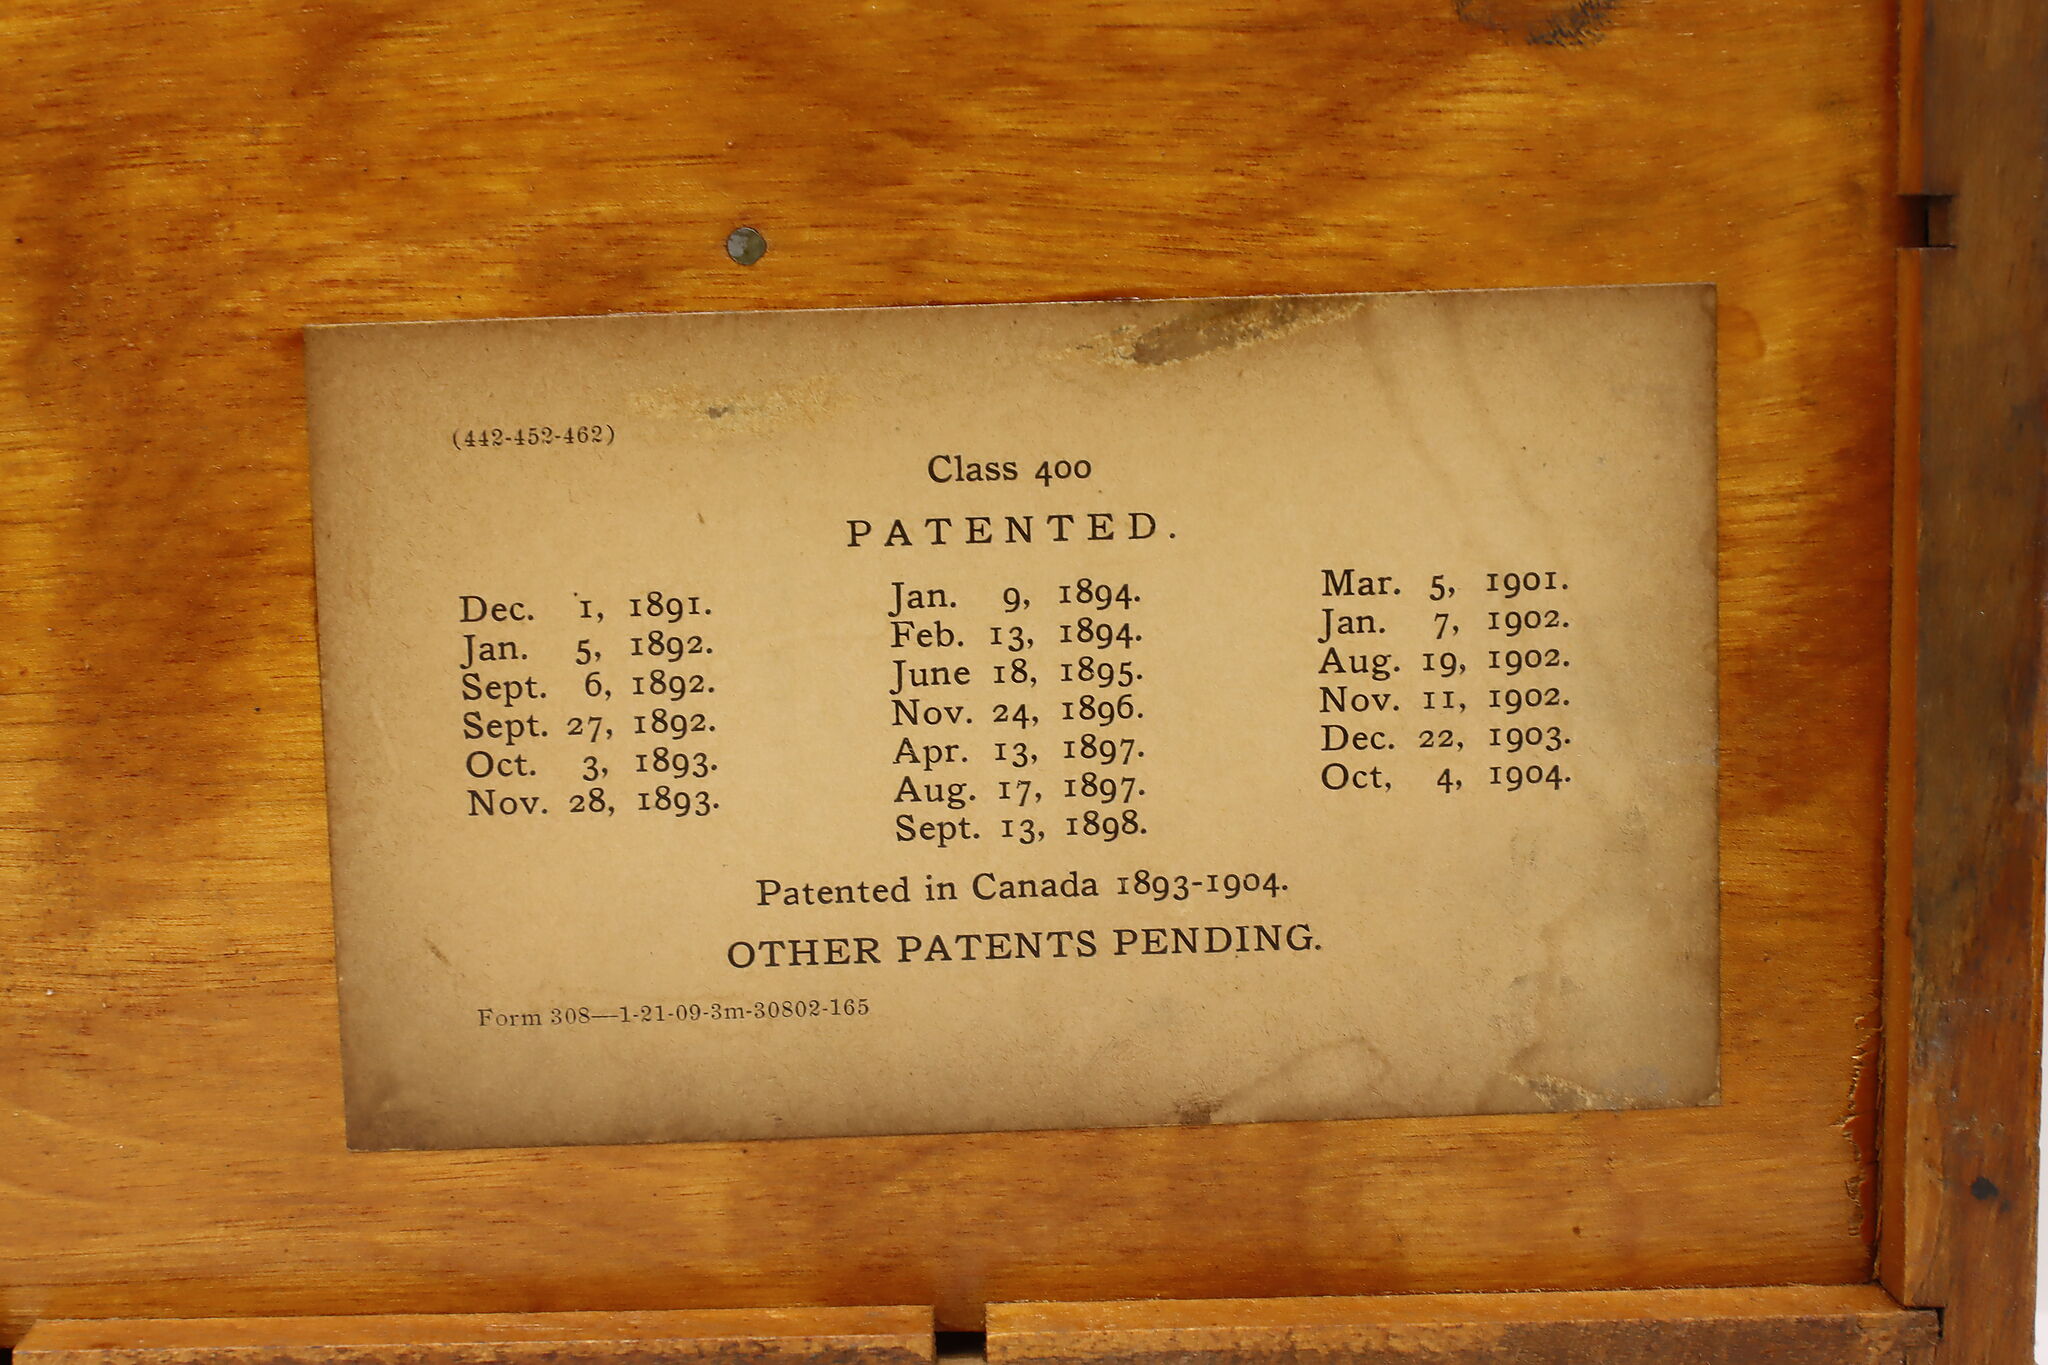 (442-452-462)
Class 400
PATENTED.
Dec. 1, 1891.
Jan. 5, 1892.
Sept. 6, 1892.
Sept. 27, 1892.
Oct. 3, 1893.
Nov. 28, 1893.
Jan. 9, 1894.
Feb. 13, 1894.
June 18, 1895.
Nov. 24, 1896.
Apr. 13, 1897.
Aug. 17, 1897.
Sept. 13, 1898.
Mar. 5, 1901.
Jan. 7, 1902.
Aug. 19, 1902.
Nov. 11, 1902.
Dec. 22, 1903.
Oct, 4, 1904.
Patented in Canada 1893-1904.
OTHER PATENTS PENDING.
Form 308—1-21-09-3m-30802-165